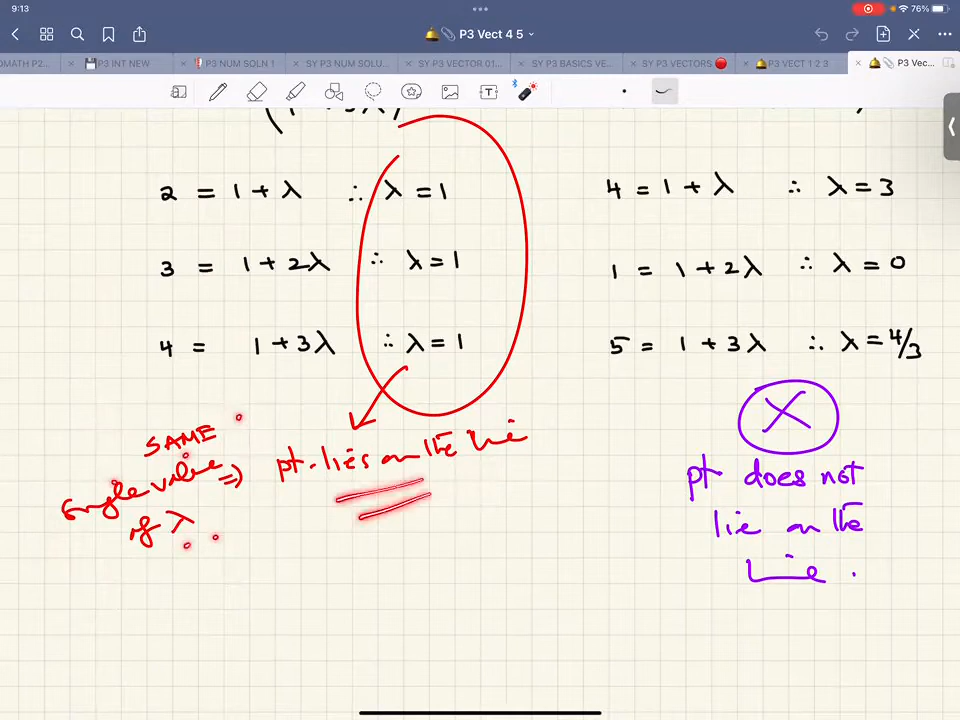 9:13
76%
P3 Vect 4 5
OMATH P2...
P3 INT NEW
P3 NUM SOLN 1
SY P3 NUM SOLU...
SY P3 VECTOR 01...
SY P3 BASICS VE...
SY P3 VECTORS
P3 VECT 1 2 3
P3 Vec...
2 = 1 + λ ∴ λ = 1
3 = 1 + 2λ ∴ λ = 1
4 = 1 + 3λ ∴ λ = 1
SAME
single value ⇒
of λ
pt. lies on the line
4 = 1 + λ ∴ λ = 3
1 = 1 + 2λ ∴ λ = 0
5 = 1 + 3λ ∴ λ = 4/3
X
pt does not
lie on the
line.